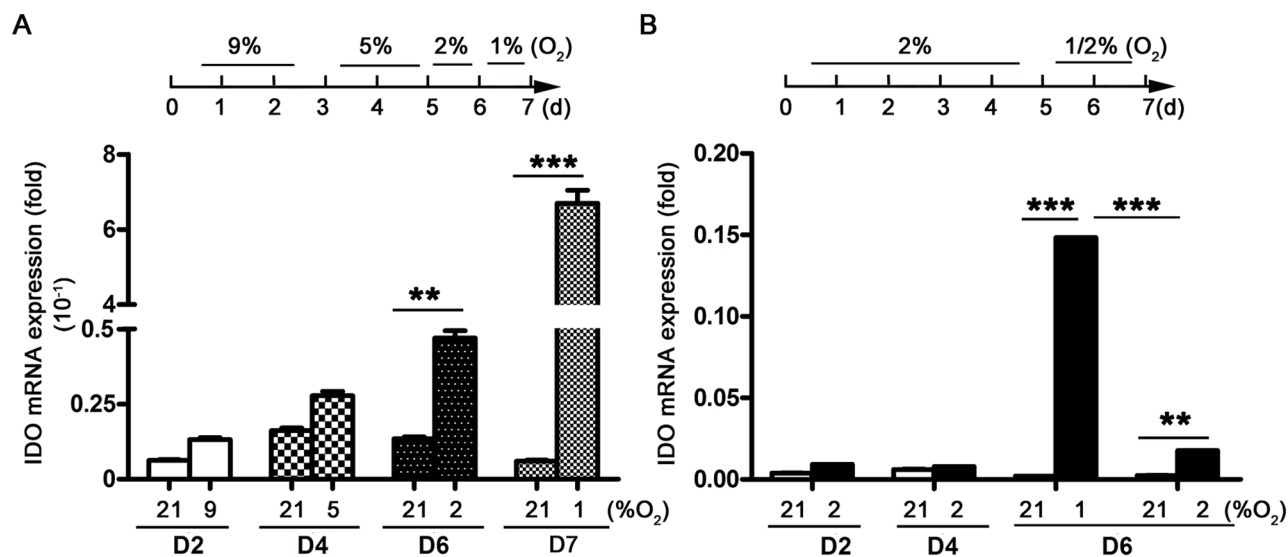 A
9% 5% 2% 1% (O₂)
0 1 2 3 4 5 6 7 (d)
IDO mRNA expression (fold)
(10⁻¹)
8
6
4
0.5
0.25
0
**
***
21 9 21 5 21 2 21 1 (%O₂)
D2 D4 D6 D7
B
2% 1/2% (O₂)
0 1 2 3 4 5 6 7 (d)
IDO mRNA expression (fold)
0.20
0.15
0.10
0.05
0.00
*** ***
**
21 2 21 2 21 1 21 2 (%O₂)
D2 D4 D6